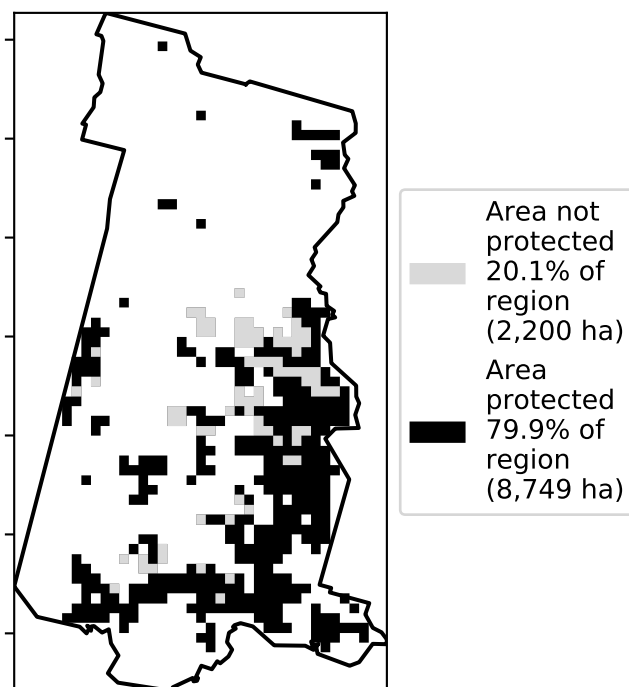 Area not
protected
20.1% of
region
(2,200 ha)
Area
protected
79.9% of
region
(8,749 ha)